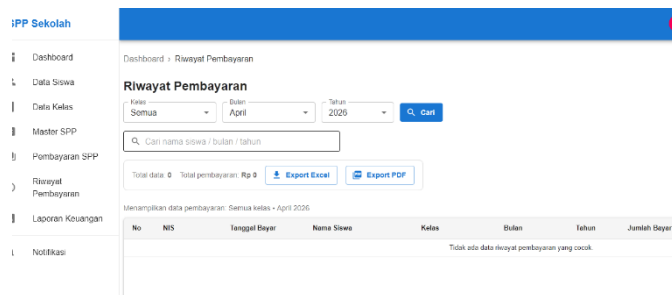 SPP Sekolah
Dashboard
Data Siswa
Data Kelas
Master SPP
Pembayaran SPP
Riwayat
Pembayaran
Laporan Keuangan
Notifikasi
Dashboard › Riwayat Pembayaran
Riwayat Pembayaran
Kelas Bulan Tahun
Semua April 2026 Cari
Cari nama siswa / bulan / tahun
Total data: 0 Total pembayaran: Rp 0 Export Excel Export PDF
Menampilkan data pembayaran: Semua kelas • April 2026
No NIS Tanggal Bayar Nama Siswa Kelas Bulan Tahun Jumlah Bayar
Tidak ada data riwayat pembayaran yang cocok.